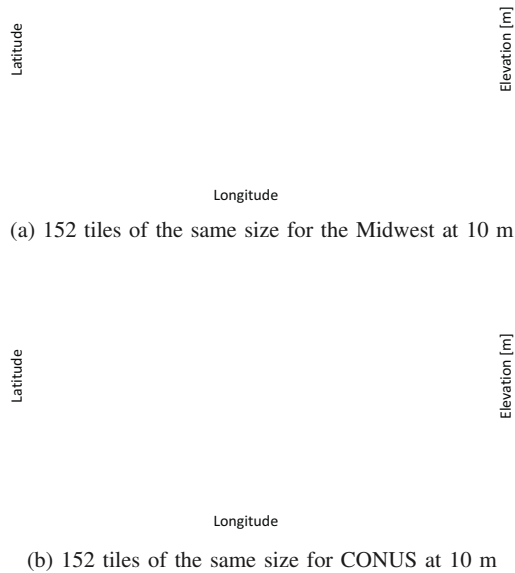 Latitude
Elevation [m]
Longitude
(a) 152 tiles of the same size for the Midwest at 10 m
Latitude
Elevation [m]
Longitude
(b) 152 tiles of the same size for CONUS at 10 m